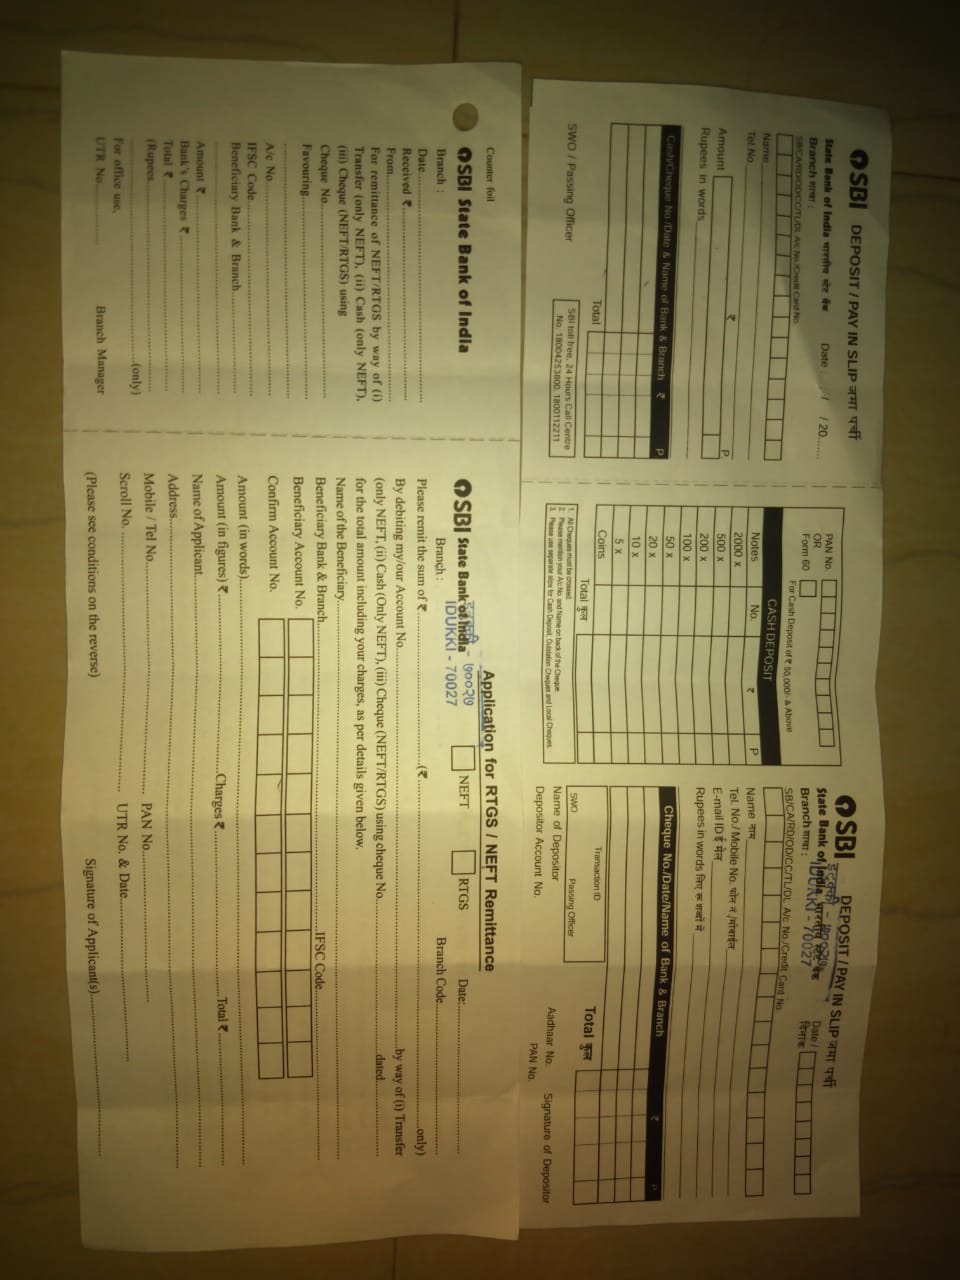 SBI DEPOSIT / PAY IN SLIP जमा पर्ची
State Bank of India भारतीय स्टेट बैंक
Branch शाखा : Date / / 20
SB/CA/RD/OD/CC/TL/DL A/c No./Credit Card No.
Name
Tel.No.
Amount ₹ P
Rupees in words
Cash/Cheque No./Date & Name of Bank & Branch ₹ P
Total
SWO / Passing Officer
SBI toll free, 24 Hours Call Centre
No. 18004253800, 1800112211
PAN No.
OR
Form 60
For Cash Deposit of ₹ 50,000/- & Above
CASH DEPOSIT
Notes No. ₹ P
2000 x
500 x
200 x
100 x
50 x
20 x
10 x
5 x
Coins
Total कुल
1. All Cheques must be crossed.
2. Please mention your A/c No. and Name on back of the Cheque.
3. Please use separate slips for Cash Deposit, Outstation Cheques and Local Cheques.
SBI DEPOSIT / PAY IN SLIP जमा पर्ची
State Bank of India, भारतीय स्टेट बैंक
Branch शाखा :
IDUKKI - 70027
Date / दिनांक
SB/CA/RD/OD/CC/TL/DL A/c No./Credit Card No.
Name नाम
Tel. No./ Mobile No. फोन न./मोबाईल
E-mail ID ई मेल
Rupees in words
Cheque No./Date/Name of Bank & Branch ₹ P
Total कुल
Transaction ID
SWO Passing Officer
Name of Depositor Aadhaar No. Signature of Depositor
Depositor Account No. PAN No.
Counter foil
SBI State Bank of India
Branch :
Date
Received ₹
From
For remittance of NEFT/RTGS by way of (i)
Transfer (only NEFT), (ii) Cash (only NEFT),
(iii) Cheque (NEFT/RTGS) using
Cheque No.
Favouring
A/c No.
IFSC Code
Beneficiary Bank & Branch
Amount ₹
Bank's Charges ₹
Total ₹
(Rupees (only)
For office use,
UTR No. Branch Manager
Application for RTGS / NEFT Remittance
SBI State Bank of India NEFT RTGS Date:
IDUKKI - 70027
Branch : Branch Code
Please remit the sum of ₹ (₹ only)
By debiting my/our Account No. by way of (i) Transfer
(only NEFT, (ii) Cash (Only NEFT), (iii) Cheque (NEFT/RTGS) using cheque No. dated
for the total amount including your charges, as per details given below.
Name of the Beneficiary
Beneficiary Bank & Branch IFSC Code
Beneficiary Account No.
Confirm Account No.
Amount (in words)
Amount (in figures) ₹ Charges ₹ Total ₹
Name of Applicant
Address
Mobile / Tel No. PAN No.
Scroll No. UTR No. & Date
(Please see conditions on the reverse) Signature of Applicant(s)